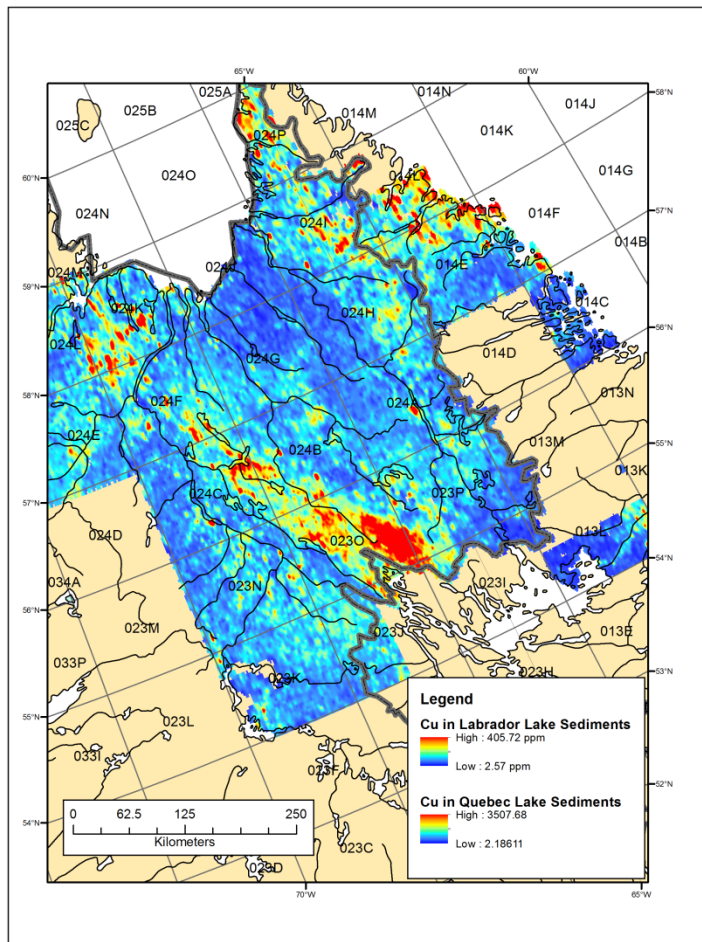 65°W
60°W
025A
014N
58°N
025B
014M
014J
025C
024P
014K
60°N
024O
014L
014G
024N
024I
014F
57°N
014B
024M
024J
014E
59°N
014C
024K
024H
56°N
024L
014D
024G
58°N
013N
024F
024A
024E
024B
013M
55°N
013K
024C
023P
57°N
024D
023O
013L
54°N
034A
023N
023I
56°N
023M
023J
013E
033P
023K
023H
53°N
55°N
023L
033I
023F
52°N
54°N
023C
023D
70°W
65°W
0 62.5 125 250
Kilometers
Legend
Cu in Labrador Lake Sediments
High : 405.72 ppm
Low : 2.57 ppm
Cu in Quebec Lake Sediments
High : 3507.68
Low : 2.18611